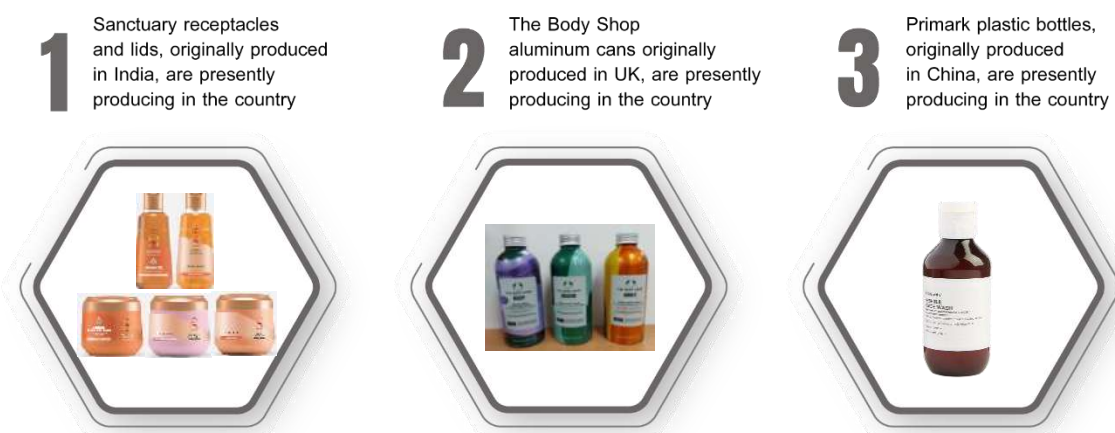 1
Sanctuary receptacles
and lids, originally produced
in India, are presently
producing in the country
2
The Body Shop
aluminum cans originally
produced in UK, are presently
producing in the country
3
Primark plastic bottles,
originally produced
in China, are presently
producing in the country